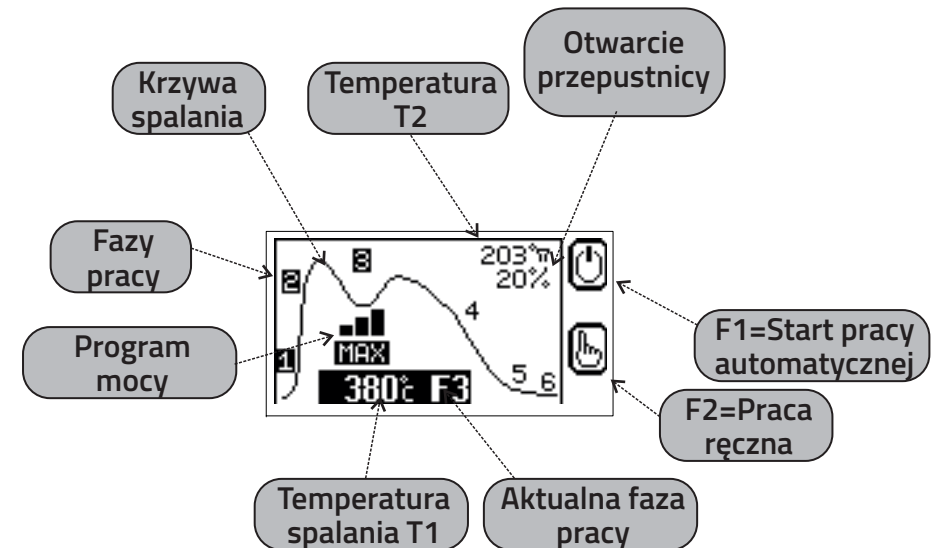 Otwarcie
przepustnicy
Krzywa
spalania
Temperatura
T2
Fazy
pracy
Program
mocy
2
3
203°
20%
4
1
MAX
5 6
380°c F3
F1=Start pracy
automatycznej
F2=Praca
ręczna
Temperatura
spalania T1
Aktualna faza
pracy